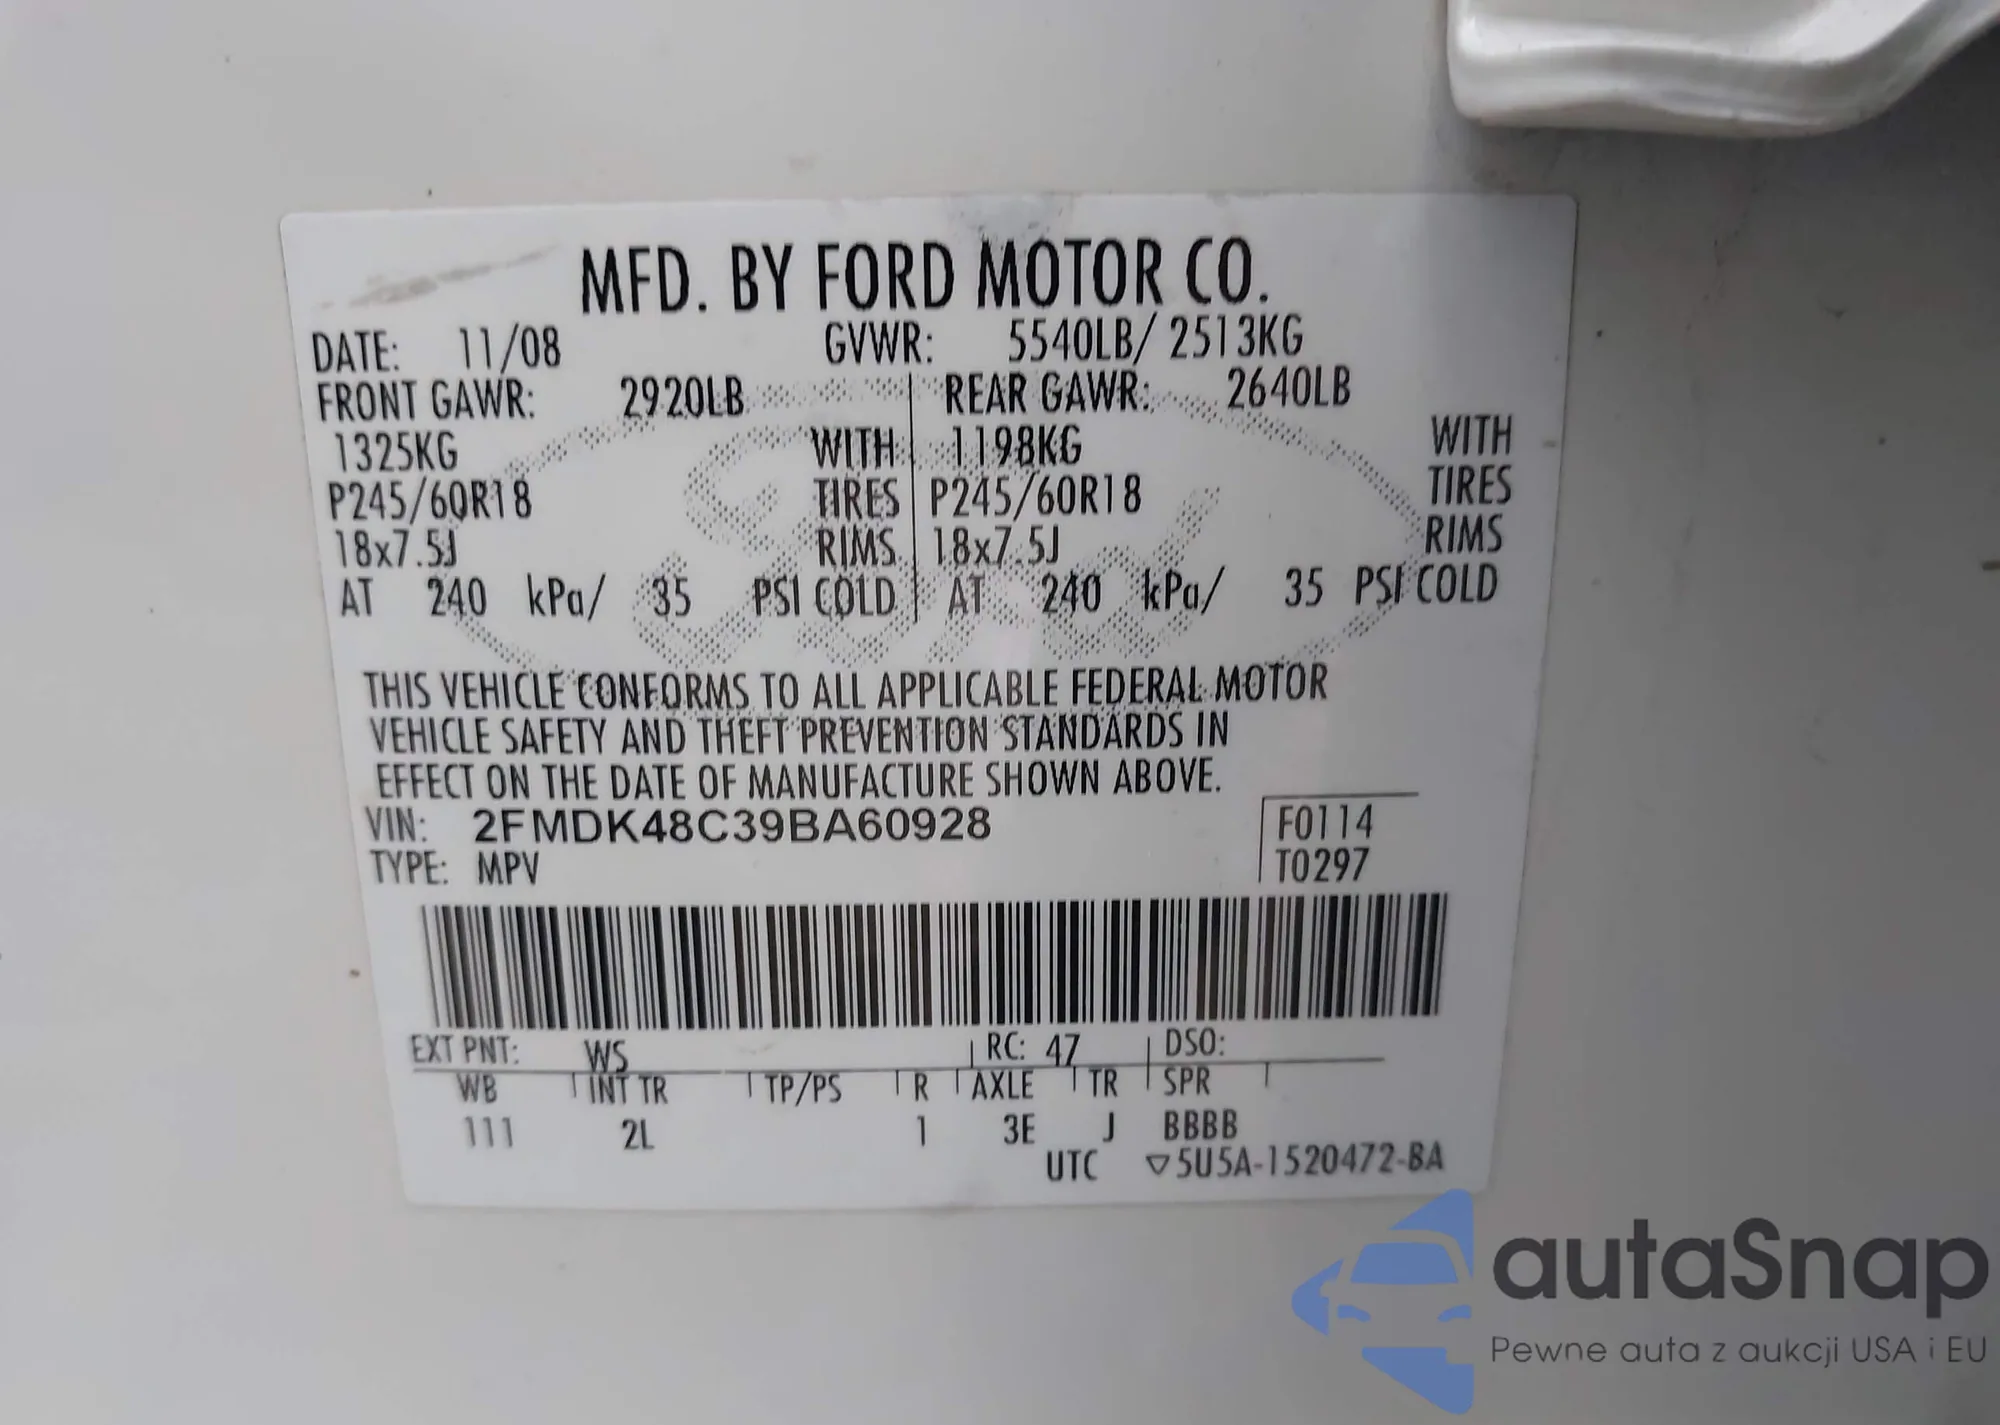 MFD. BY FORD MOTOR CO.
DATE: 11/08 GVWR: 5540LB/ 2513KG
FRONT GAWR: 2920LB REAR GAWR: 2640LB
1325KG WITH 1198KG WITH
P245/60R18 TIRES P245/60R18 TIRES
18x7.5J RIMS 18x7.5J RIMS
AT 240 kPa/ 35 PSI COLD AT 240 kPa/ 35 PSI COLD
Ford
THIS VEHICLE CONFORMS TO ALL APPLICABLE FEDERAL MOTOR
VEHICLE SAFETY AND THEFT PREVENTION STANDARDS IN
EFFECT ON THE DATE OF MANUFACTURE SHOWN ABOVE.
VIN: 2FMDK48C39BA60928 F0114
TYPE: MPV T0297
EXT PNT: WS RC: 47 DSO:
WB INT TR TP/PS R AXLE TR SPR
111 2L 1 3E J BBBB
UTC ▽5U5A-1520472-BA
autaSnap
Pewne auta z aukcji USA i EU